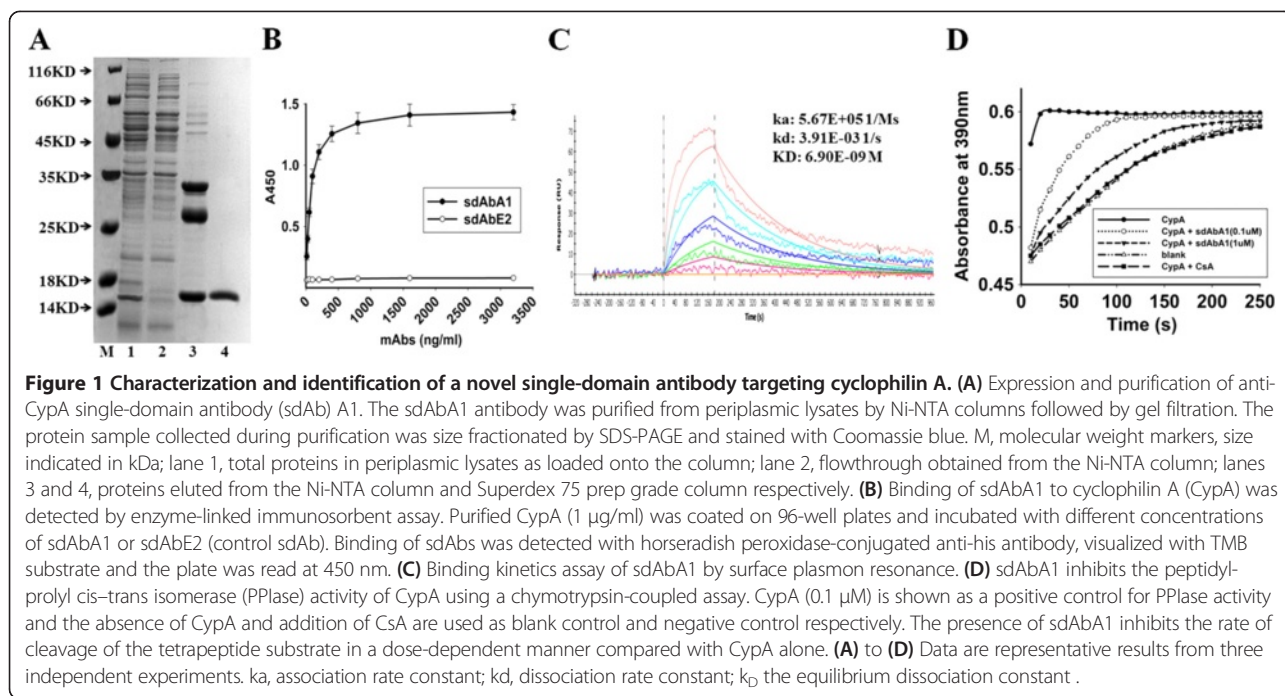 A
116KD
66KD
45KD
35KD
25KD
18KD
14KD
M 1 2 3 4
B
1.5
1.0
0.5
0.0
A450
sdAbA1
sdAbE2
0 500 1000 1500 2000 2500 3000 3500
mAbs (ng/ml)
C
ka: 5.67E+051/Ms
kd: 3.91E-031/s
KD: 6.90E-09M
Response (RU)
Time (s)
D
0.6
0.55
0.5
0.45
Absorbance at 390nm
CypA
CypA + sdAbA1(0.1uM)
CypA + sdAbA1(1uM)
blank
CypA + CsA
0 50 100 150 200 250
Time (s)
Figure 1 Characterization and identification of a novel single-domain antibody targeting cyclophilin A. (A) Expression and purification of anti-
CypA single-domain antibody (sdAb) A1. The sdAbA1 antibody was purified from periplasmic lysates by Ni-NTA columns followed by gel filtration. The
protein sample collected during purification was size fractionated by SDS-PAGE and stained with Coomassie blue. M, molecular weight markers, size
indicated in kDa; lane 1, total proteins in periplasmic lysates as loaded onto the column; lane 2, flowthrough obtained from the Ni-NTA column; lanes
3 and 4, proteins eluted from the Ni-NTA column and Superdex 75 prep grade column respectively. (B) Binding of sdAbA1 to cyclophilin A (CypA) was
detected by enzyme-linked immunosorbent assay. Purified CypA (1 μg/ml) was coated on 96-well plates and incubated with different concentrations
of sdAbA1 or sdAbE2 (control sdAb). Binding of sdAbs was detected with horseradish peroxidase-conjugated anti-his antibody, visualized with TMB
substrate and the plate was read at 450 nm. (C) Binding kinetics assay of sdAbA1 by surface plasmon resonance. (D) sdAbA1 inhibits the peptidyl-
prolyl cis–trans isomerase (PPIase) activity of CypA using a chymotrypsin-coupled assay. CypA (0.1 μM) is shown as a positive control for PPIase activity
and the absence of CypA and addition of CsA are used as blank control and negative control respectively. The presence of sdAbA1 inhibits the rate of
cleavage of the tetrapeptide substrate in a dose-dependent manner compared with CypA alone. (A) to (D) Data are representative results from three
independent experiments. ka, association rate constant; kd, dissociation rate constant; kD the equilibrium dissociation constant .